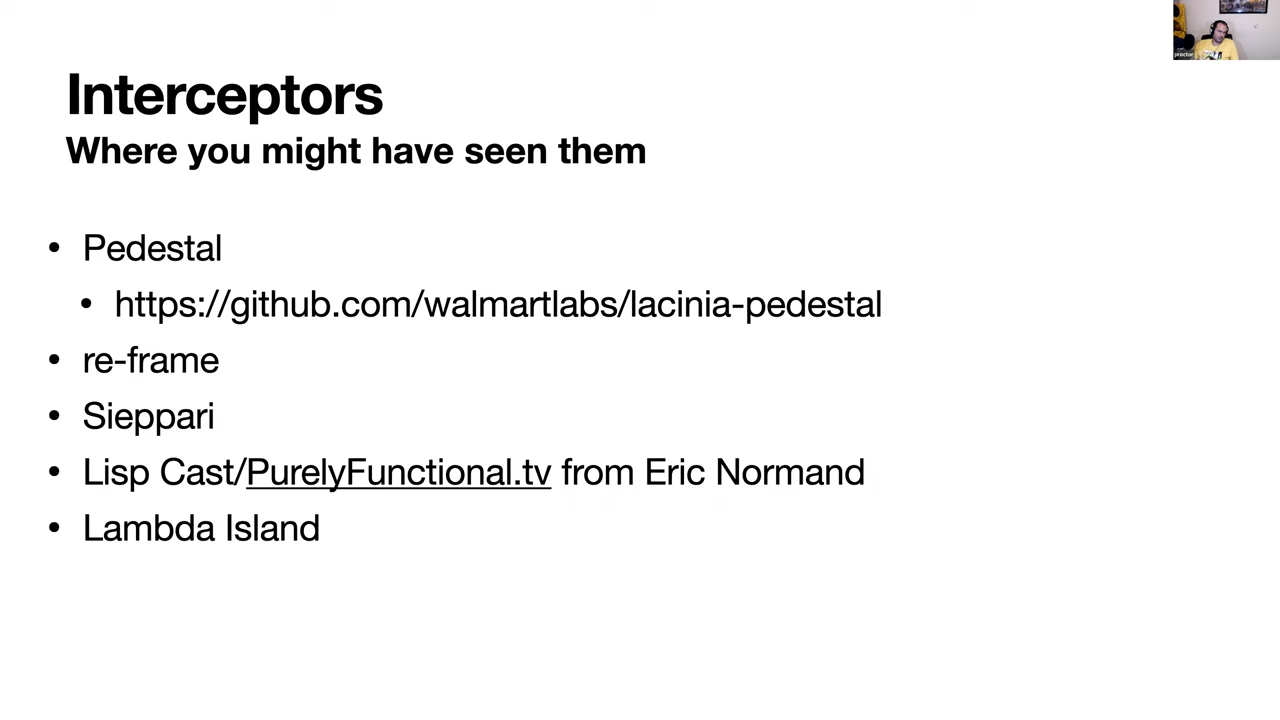 Interceptors
Where you might have seen them
• Pedestal
• https://github.com/walmartlabs/lacinia-pedestal
• re-frame
• Sieppari
• Lisp Cast/PurelyFunctional.tv from Eric Normand
• Lambda Island
proctor